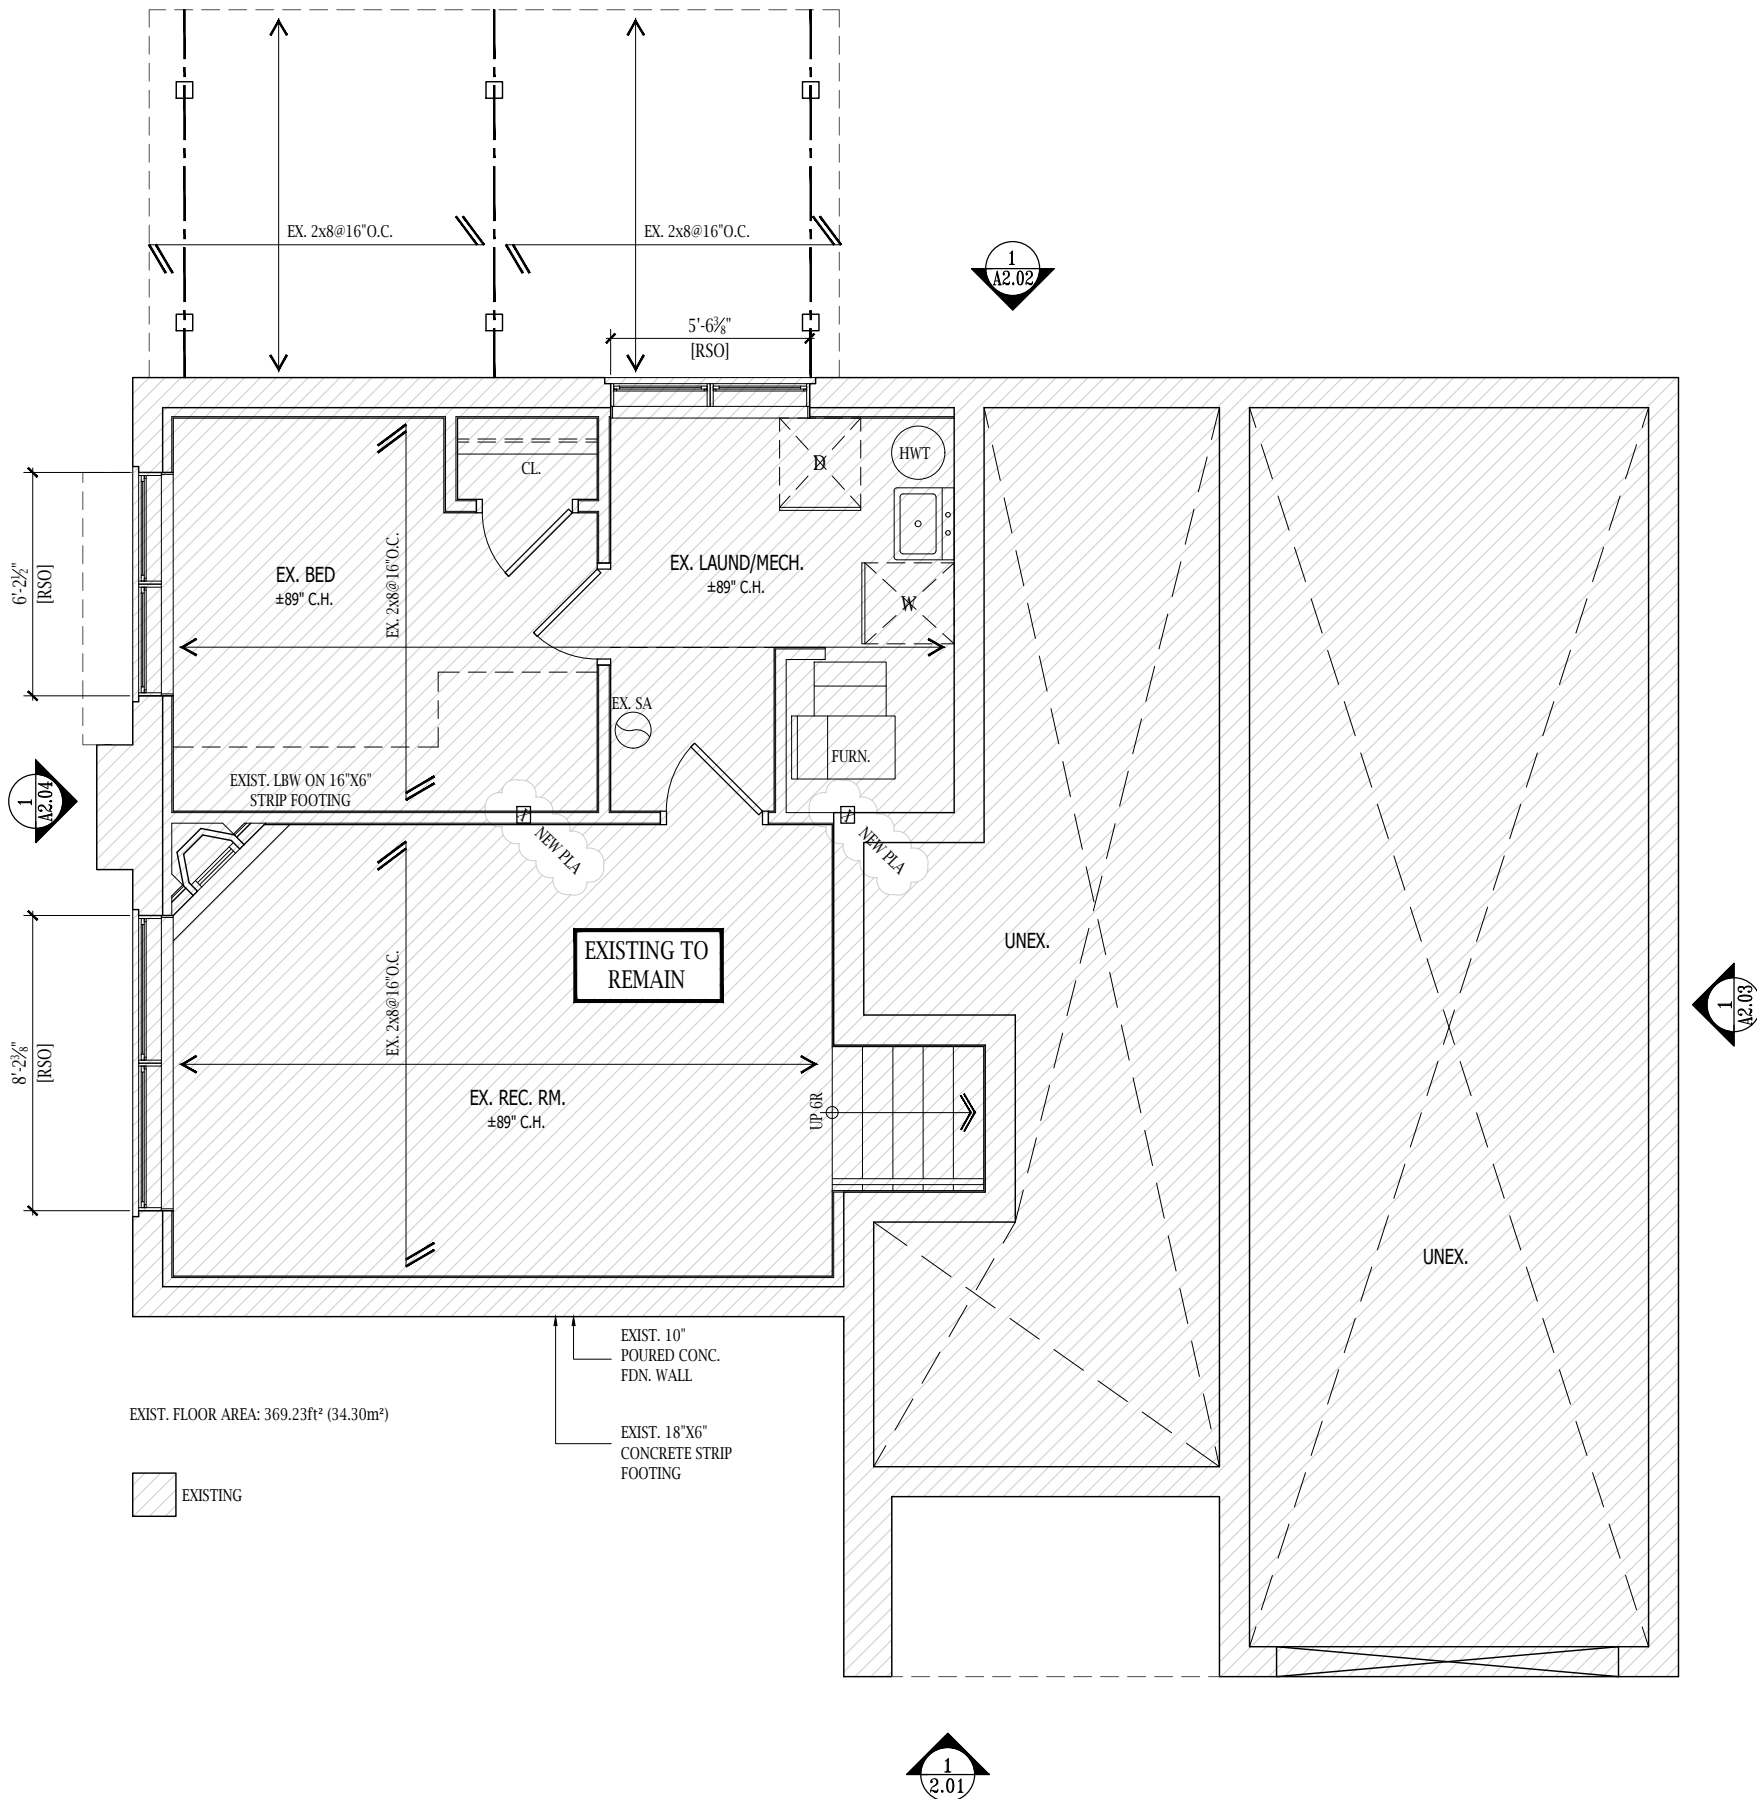 EX. 2x8@16"O.C.
EX. 2x8@16"O.C.
1
A2.02
5'-6⅜"
[RSO]
CL.
D
HWT
6'-2½"
[RSO]
EX. BED
±89" C.H.
EX. 2x8@16"O.C.
EX. LAUND/MECH.
±89" C.H.
W
EX. SA
FURN.
1
A2.04
EXIST. LBW ON 16"X6"
STRIP FOOTING
NEW PLA
NEW PLA
EXISTING TO
REMAIN
UNEX.
1
A2.03
8'-2⅜"
[RSO]
EX. 2x8@16"O.C.
EX. REC. RM.
±89" C.H.
UP 6R
UNEX.
EXIST. 10"
POURED CONC.
FDN. WALL
EXIST. FLOOR AREA: 369.23ft² (34.30m²)
EXIST. 18"X6"
CONCRETE STRIP
FOOTING
EXISTING
1
2.01